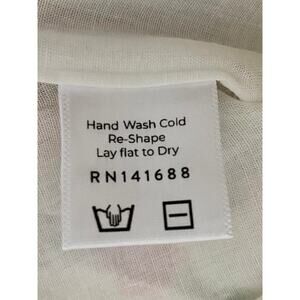 Hand Wash Cold
Re-Shape
Lay flat to Dry
RN141688